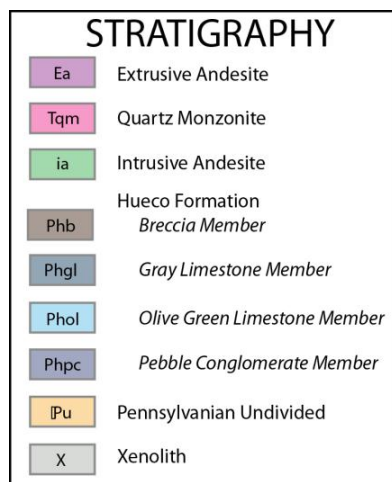 STRATIGRAPHY
Ea Extrusive Andesite
Tqm Quartz Monzonite
ia Intrusive Andesite
Hueco Formation
Phb Breccia Member
Phgl Gray Limestone Member
Phol Olive Green Limestone Member
Phpc Pebble Conglomerate Member
▯Pu Pennsylvanian Undivided
X Xenolith